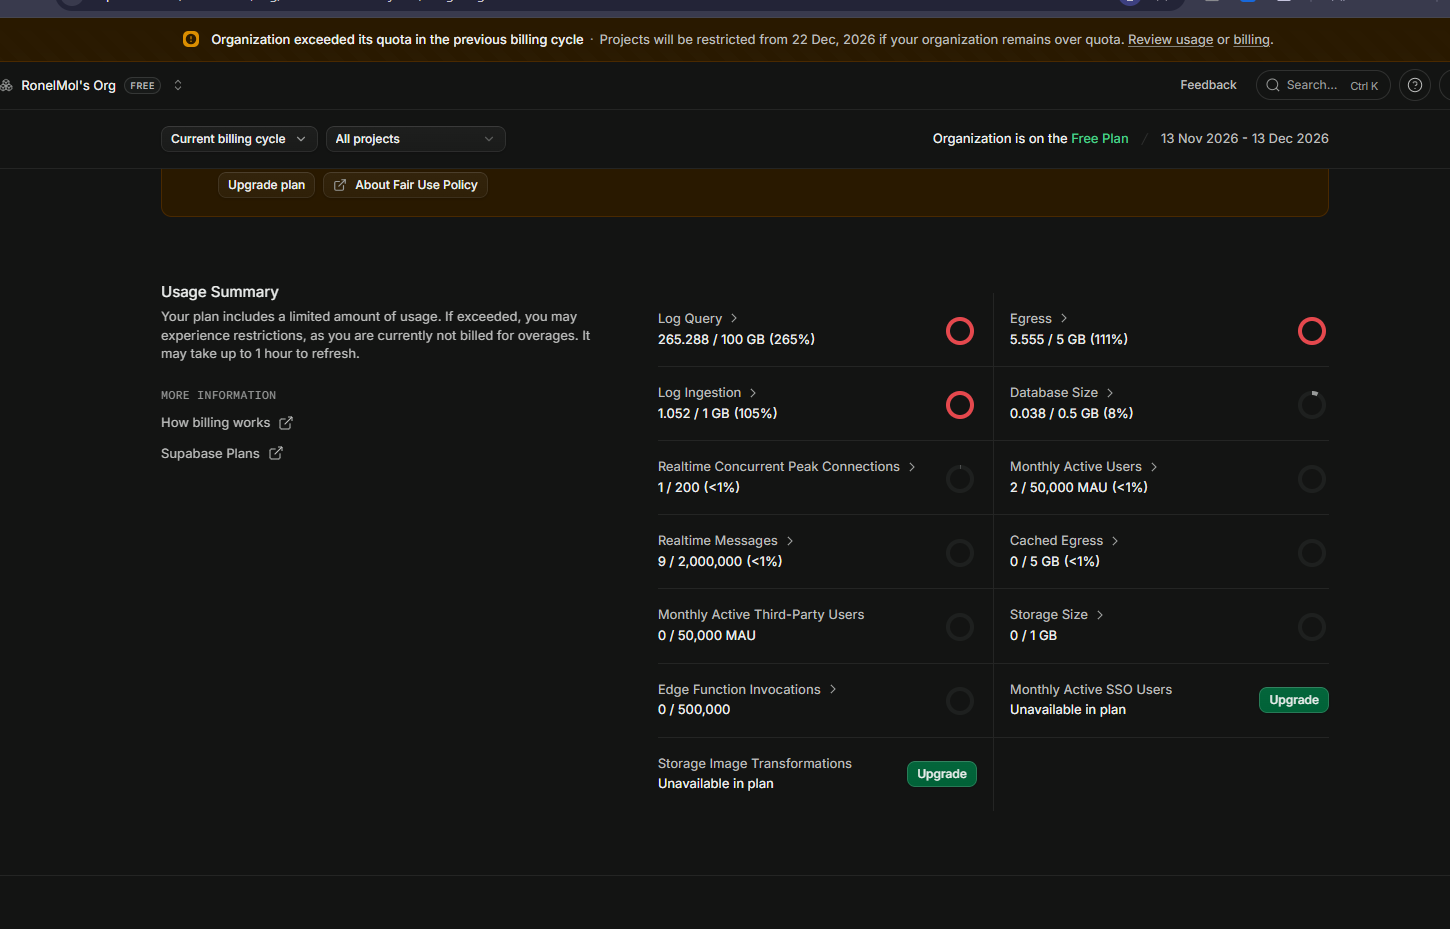 Organization exceeded its quota in the previous billing cycle · Projects will be restricted from 22 Dec, 2026 if your organization remains over quota. Review usage or billing.
RonelMol's Org FREE
Feedback Search... Ctrl K
Current billing cycle All projects Organization is on the Free Plan / 13 Nov 2026 - 13 Dec 2026
Upgrade plan About Fair Use Policy
Usage Summary
Your plan includes a limited amount of usage. If exceeded, you may
experience restrictions, as you are currently not billed for overages. It
may take up to 1 hour to refresh.
MORE INFORMATION
How billing works
Supabase Plans
Log Query
265.288 / 100 GB (265%)
Egress
5.555 / 5 GB (111%)
Log Ingestion
1.052 / 1 GB (105%)
Database Size
0.038 / 0.5 GB (8%)
Realtime Concurrent Peak Connections
1 / 200 (<1%)
Monthly Active Users
2 / 50,000 MAU (<1%)
Realtime Messages
9 / 2,000,000 (<1%)
Cached Egress
0 / 5 GB (<1%)
Monthly Active Third-Party Users
0 / 50,000 MAU
Storage Size
0 / 1 GB
Edge Function Invocations
0 / 500,000
Monthly Active SSO Users
Unavailable in plan
Upgrade
Storage Image Transformations
Unavailable in plan
Upgrade